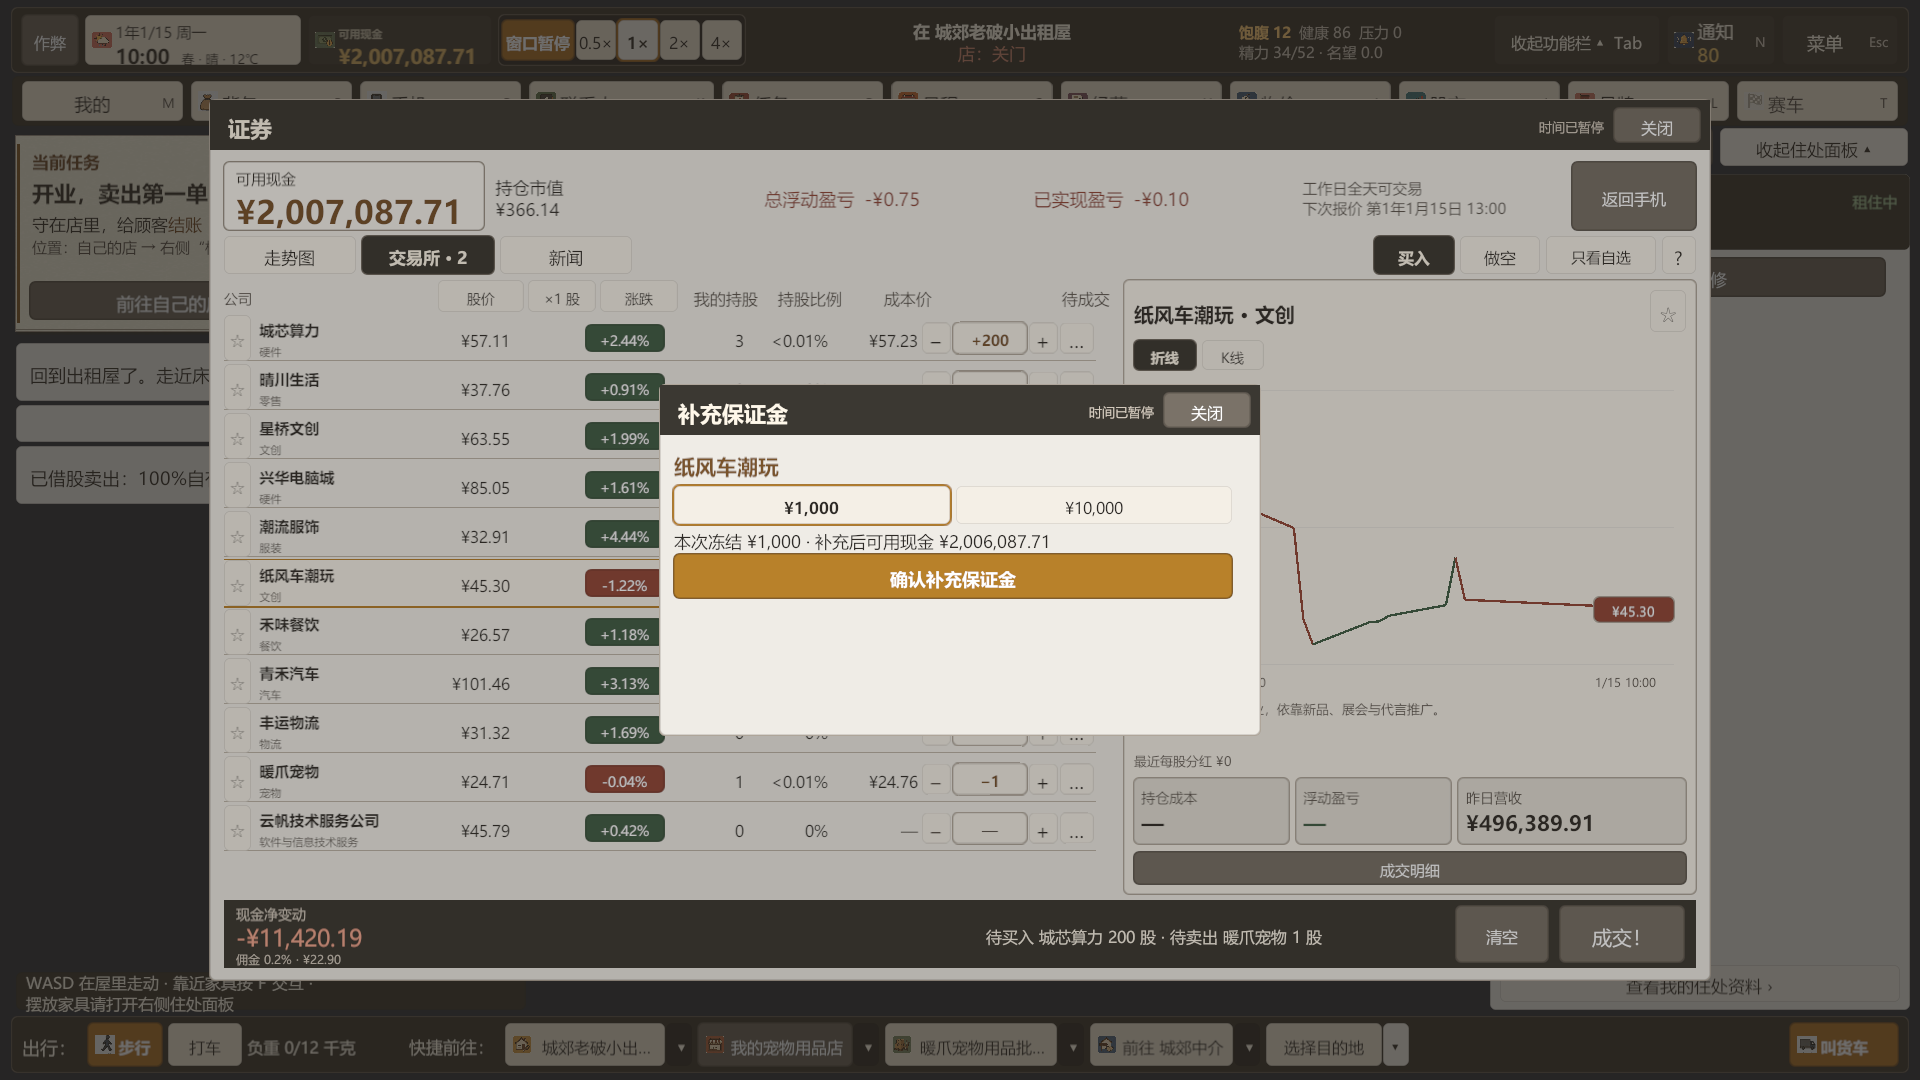 作弊
1年1/15 周一
10:00 春 · 晴 · 12℃
可用现金
¥2,007,087.71
窗口暂停 0.5× 1× 2× 4×
在 城郊老破小出租屋
店：关门
饱腹 12 健康 86 压力 0
精力 34/52 · 名望 0.0
收起功能栏 ▴ Tab
通知 N
80
菜单 Esc
我的 M
赛车 T
收起住处面板 ▴
当前任务
开业，卖出第一单
守在店里，给顾客结账
位置：自己的店 → 右侧
前往自己的
回到出租屋了。走近床
已借股卖出：100%自
租住中
修
证券
时间已暂停
关闭
可用现金
¥2,007,087.71
持仓市值
¥366.14
总浮动盈亏 -¥0.75
已实现盈亏 -¥0.10
工作日全天可交易
下次报价 第1年1月15日 13:00
返回手机
走势图
交易所 • 2
新闻
买入
做空
只看自选
?
公司 股价 ×1 股 涨跌 我的持股 持股比例 成本价 待成交
☆ 城芯算力 ¥57.11 +2.44% 3 <0.01% ¥57.23 − +200 + ...
硬件
☆ 晴川生活 ¥37.76 +0.91%
零售
☆ 星桥文创 ¥63.55 +1.99%
文创
☆ 兴华电脑城 ¥85.05 +1.61%
硬件
☆ 潮流服饰 ¥32.91 +4.44%
服装
☆ 纸风车潮玩 ¥45.30 -1.22%
文创
☆ 禾味餐饮 ¥26.57 +1.18%
餐饮
☆ 青禾汽车 ¥101.46 +3.13%
汽车
☆ 丰运物流 ¥31.32 +1.69% 0 0%
物流
☆ 暖爪宠物 ¥24.71 -0.04% 1 <0.01% ¥24.76 − −1 + ...
宠物
☆ 云帆技术服务公司 ¥45.79 +0.42% 0 0% — − — + ...
软件与信息技术服务
纸风车潮玩 • 文创
☆
折线
K线
¥45.30
1/15 10:00
，依靠新品、展会与代言推广。
最近每股分红 ¥0
持仓成本
—
浮动盈亏
—
昨日营收
¥496,389.91
成交明细
补充保证金
时间已暂停
关闭
纸风车潮玩
¥1,000
¥10,000
本次冻结 ¥1,000 · 补充后可用现金 ¥2,006,087.71
确认补充保证金
现金净变动
-¥11,420.19
佣金 0.2% · ¥22.90
待买入 城芯算力 200 股 · 待卖出 暖爪宠物 1 股
清空
成交！
WASD 在屋里走动 · 靠近家具按 F 交互 ·
摆放家具请打开右侧住处面板
查看我的住处资料 ›
出行：
步行
打车
负重 0/12 千克
快捷前往：
城郊老破小出... ▾
我的宠物用品店 ▾
暖爪宠物用品批... ▾
前往 城郊中介 ▾
选择目的地 ▾
叫货车